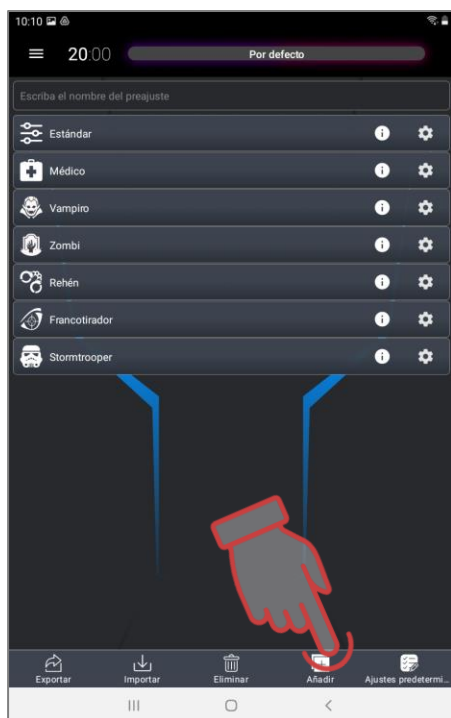 10:10
20:00
Por defecto
Escriba el nombre del preajuste
Estándar
Médico
Vampiro
Zombi
Rehén
Francotirador
Stormtrooper
Exportar
Importar
Eliminar
Añadir
Ajustes predetermi...